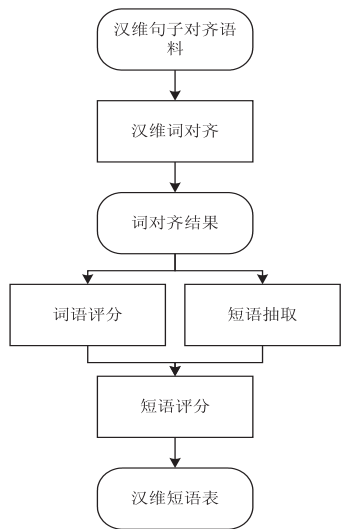 汉维句子对齐语
料
汉维词对齐
词对齐结果
词语评分
短语抽取
短语评分
汉维短语表